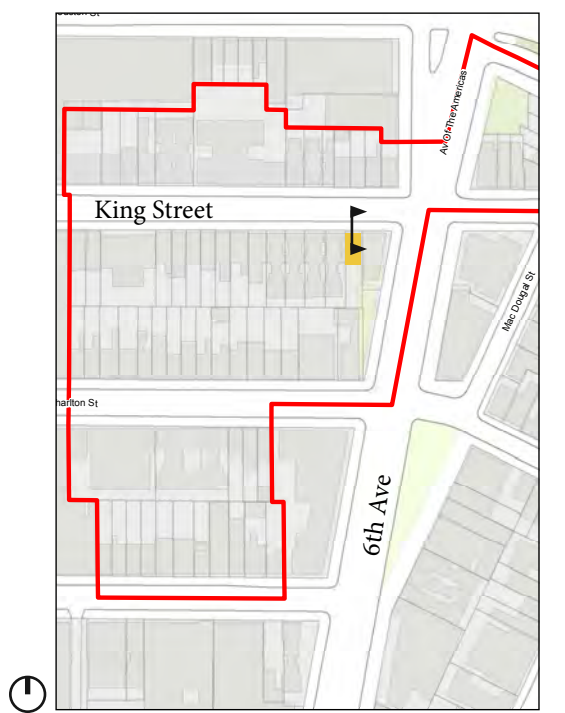 Av Of The Americas
King Street
Mac Dougal St
harlton St
6th Ave